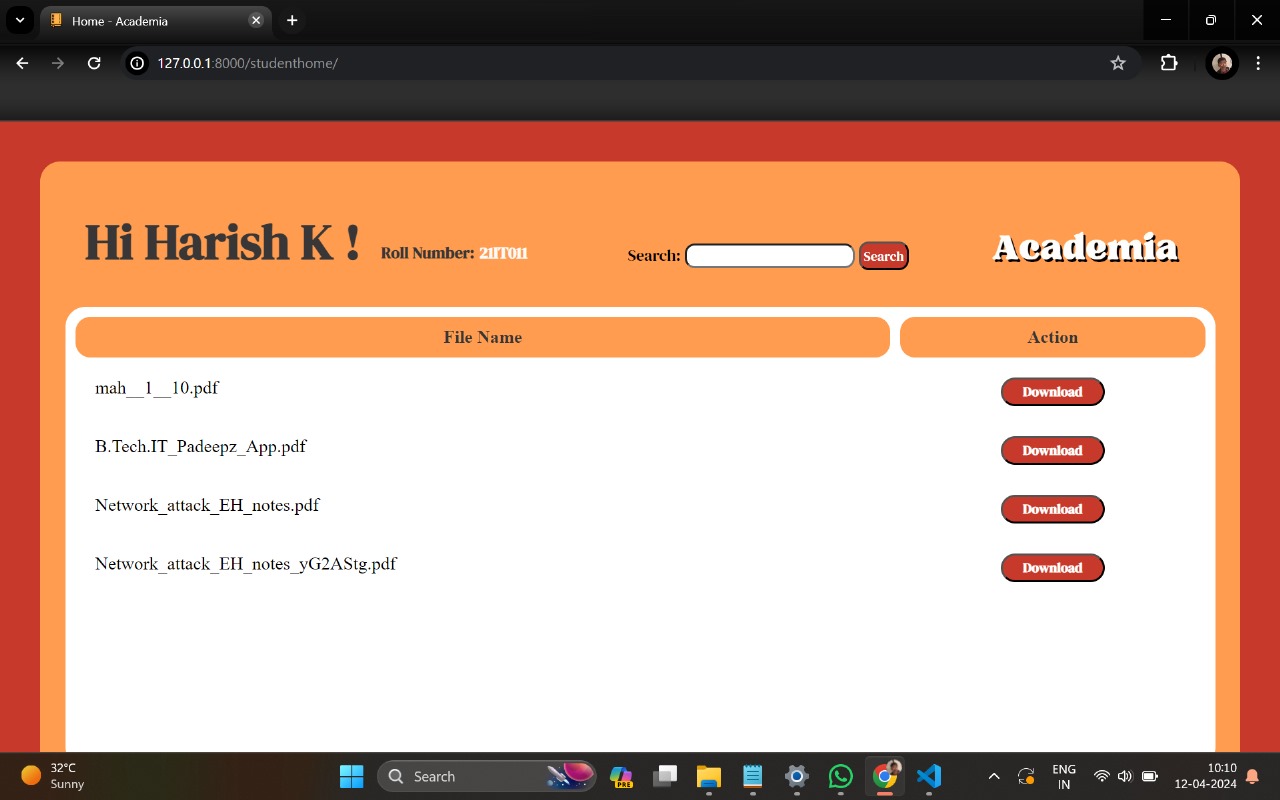 Home - Academia
127.0.0.1:8000/studenthome/
Hi Harish K !
Roll Number: 21IT011
Search:
Search
Academia
File Name
Action
mah__1__10.pdf
Download
B.Tech.IT_Padeepz_App.pdf
Download
Network_attack_EH_notes.pdf
Download
Network_attack_EH_notes_yG2AStg.pdf
Download
32°C
Sunny
Search
PRE
ENG
IN
10:10
12-04-2024